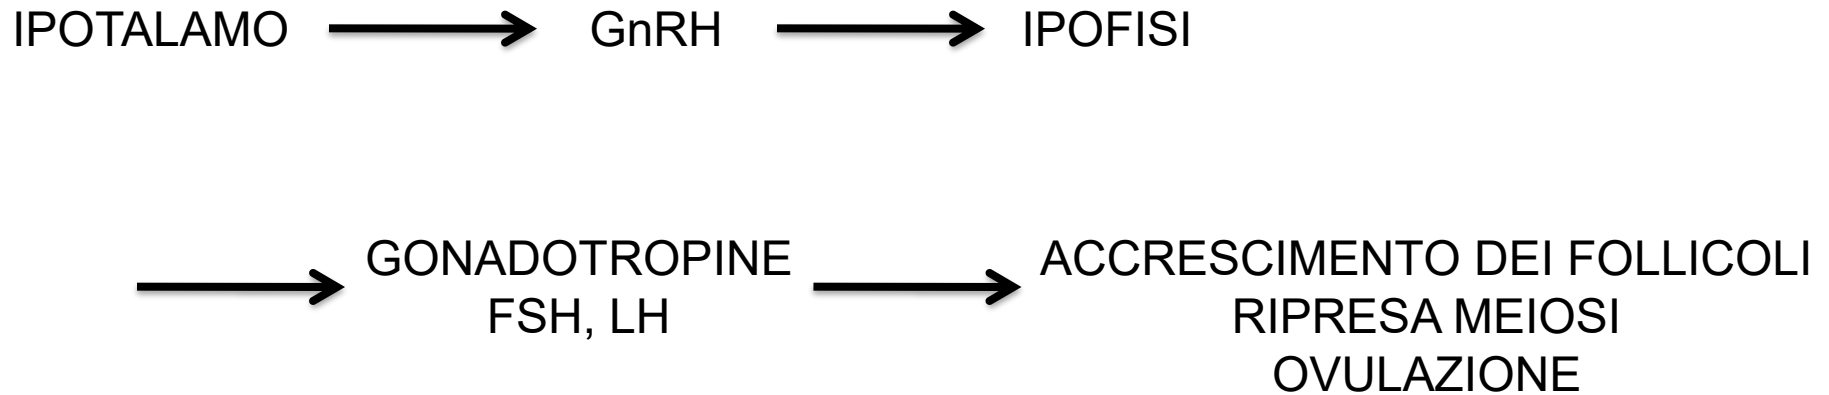 IPOTALAMO GnRH IPOFISI
GONADOTROPINE
FSH, LH
ACCRESCIMENTO DEI FOLLICOLI
RIPRESA MEIOSI
OVULAZIONE